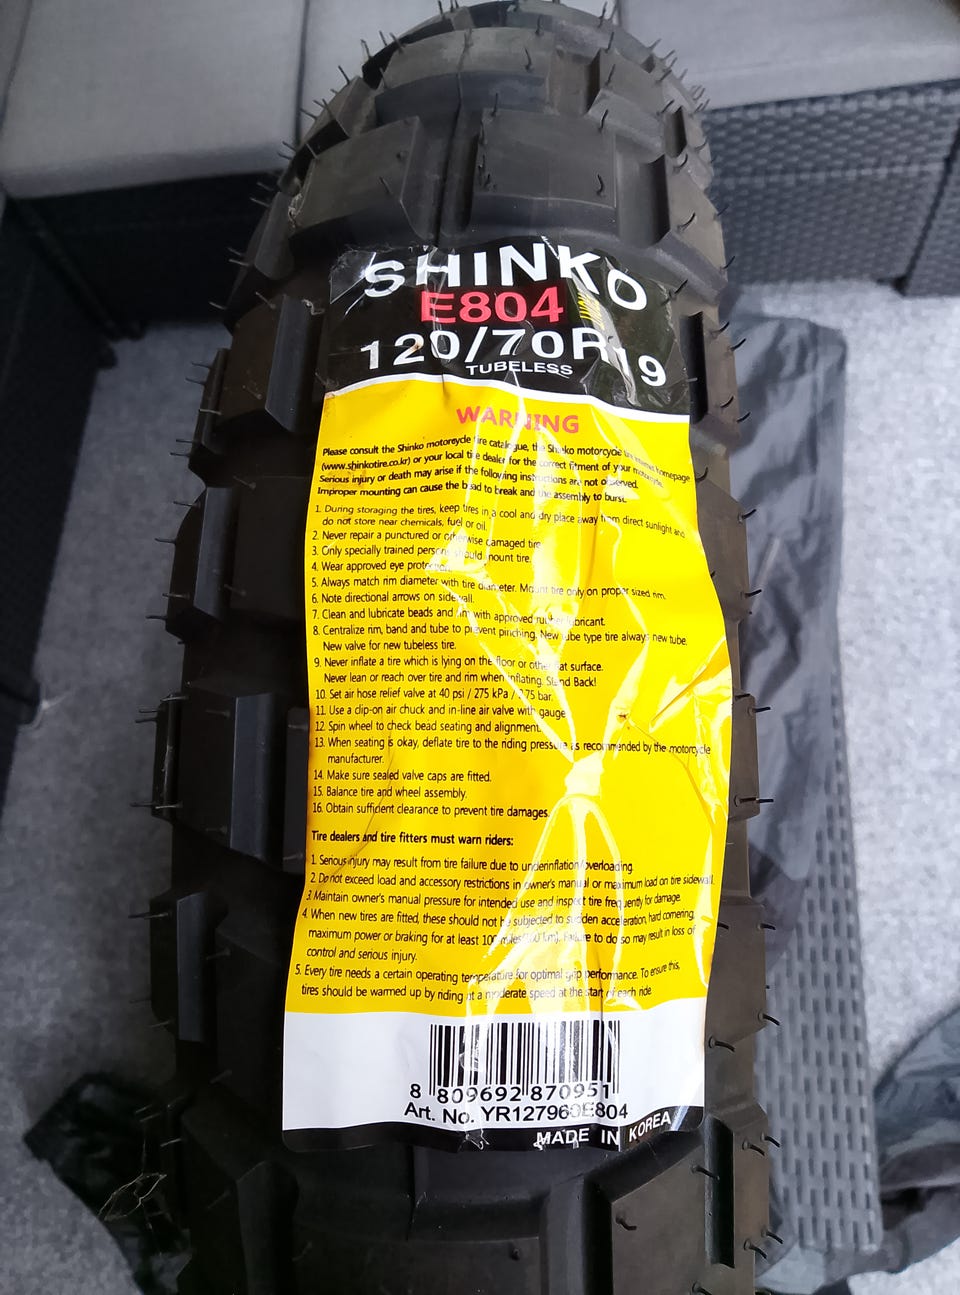 SHINKO
E804
120/70R19
TUBELESS
WARNING
Please consult the Shinko motorcycle tire catalogue, the Shinko motorcycle tire internet homepage
(www.shinkotire.co.kr) or your local tire dealer for the correct fitment of your motorcycle.
Serious injury or death may arise if the following instructions are not observed.
Improper mounting can cause the bead to break and the assembly to burst.
1. During storaging the tires, keep tires in a cool and dry place away from direct sunlight and
do not store near chemicals, fuel or oil.
2. Never repair a punctured or otherwise damaged tire
3. Only specially trained persons should mount tire.
4. Wear approved eye protection.
5. Always match rim diameter with tire diameter. Mount tire only on proper sized rim.
6. Note directional arrows on sidewall.
7. Clean and lubricate beads and rim with approved rubber lubricant.
8. Centralize rim, band and tube to prevent pinching. New tube type tire always new tube.
New valve for new tubeless tire.
9. Never inflate a tire which is lying on the floor or other flat surface.
Never lean or reach over tire and rim when inflating. Stand Back!
10. Set air hose relief valve at 40 psi / 275 kPa / 2.75 bar.
11. Use a clip-on air chuck and in-line air valve with gauge
12. Spin wheel to check bead seating and alignment.
13. When seating is okay, deflate tire to the riding pressure as recommended by the motorcycle
manufacturer.
14. Make sure sealed valve caps are fitted.
15. Balance tire and wheel assembly.
16. Obtain sufficient clearance to prevent tire damages.
Tire dealers and tire fitters must warn riders:
1. Serious injury may result from tire failure due to underinflation/overloading.
2. Do not exceed load and accessory restrictions in owner's manual or maximum load on tire sidewall.
3. Maintain owner's manual pressure for intended use and inspect tire frequently for damage.
4. When new tires are fitted, these should not be subjected to sudden acceleration, hard cornering,
maximum power or braking for at least 100 miles(160 km). Failure to do so may result in loss of
control and serious injury.
5. Every tire needs a certain operating temperature for optimal grip performance. To ensure this,
tires should be warmed up by riding at a moderate speed at the start of each ride
8 809692 870951
Art. No. YR127960E804
MADE IN KOREA